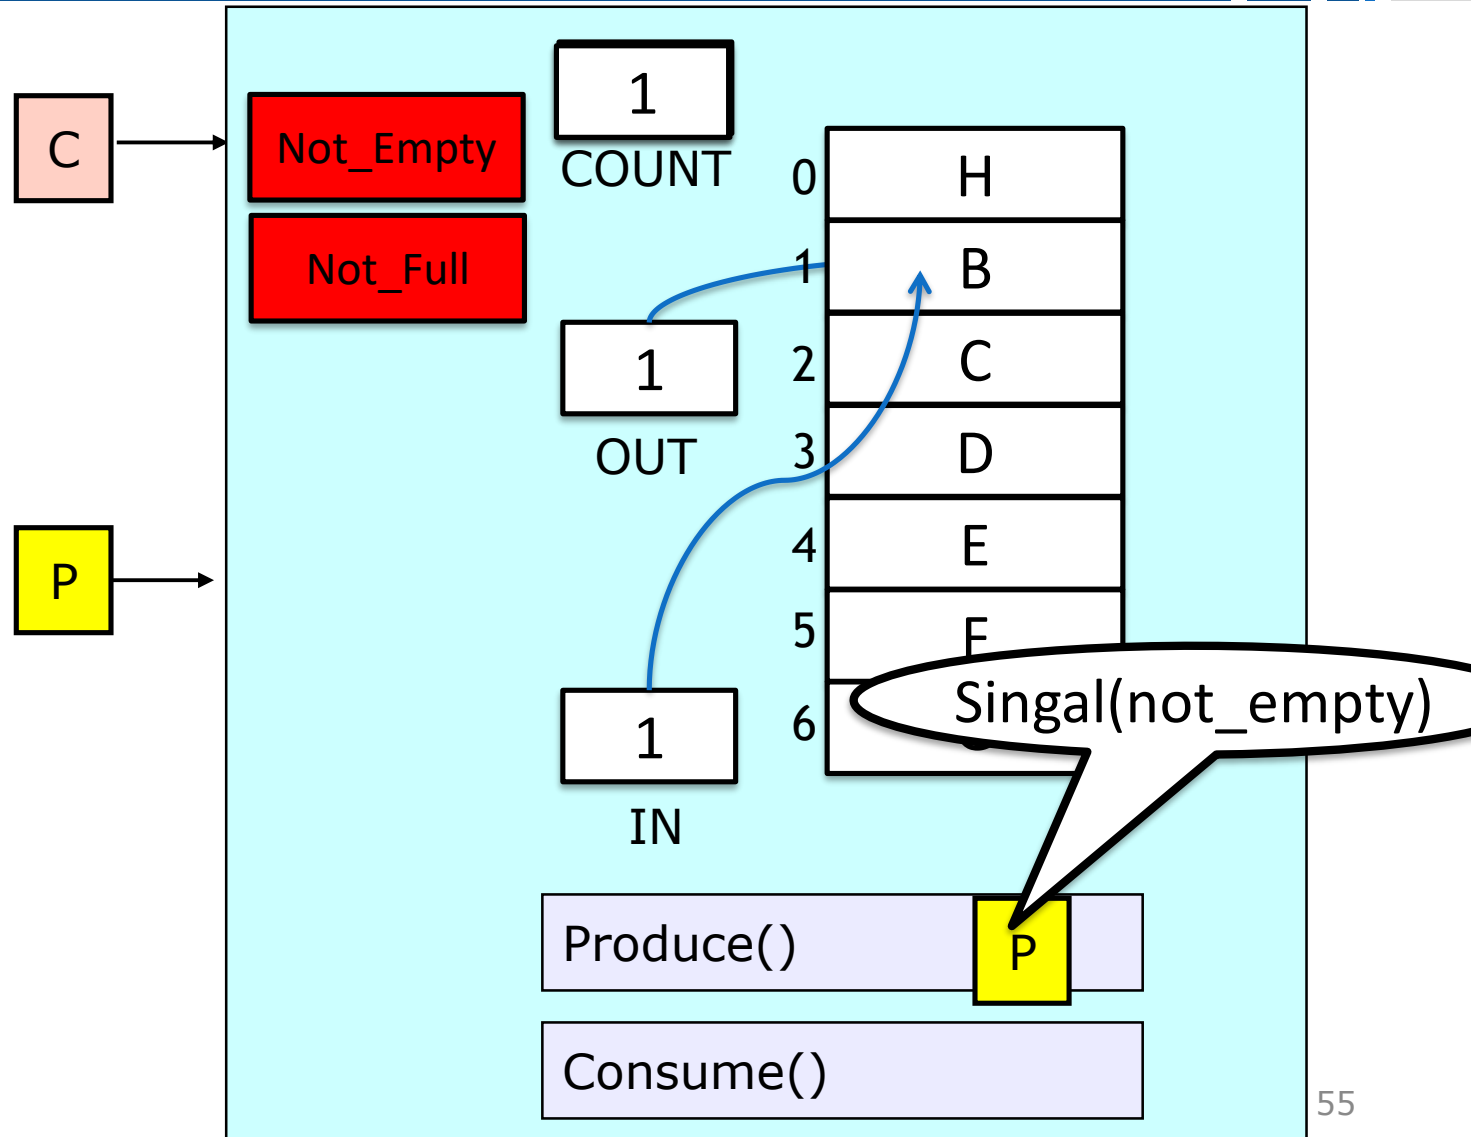 1
COUNT
C
Not_Empty
Not_Full
0
H
1
B
2
C
1
OUT
3
D
4
E
5
F
P
6
Singal(not_empty)
1
IN
Produce()
P
Consume()
55